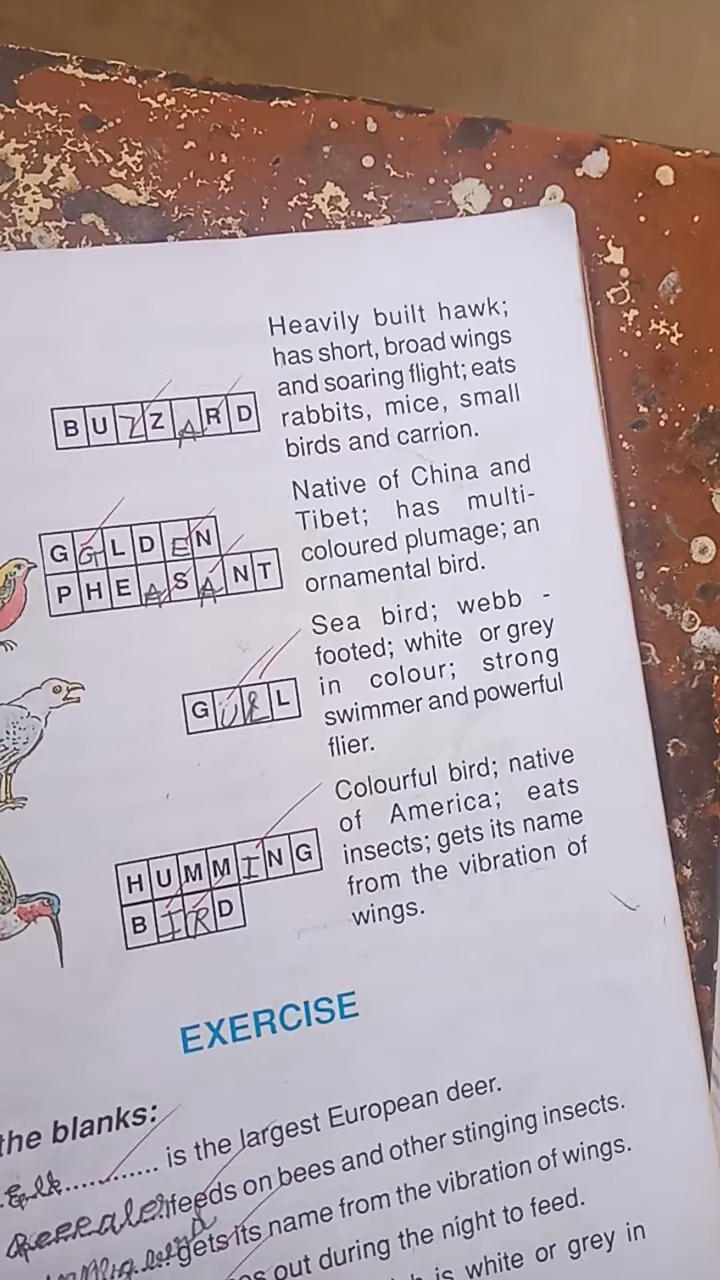 Heavily built hawk;
has short, broad wings
and soaring flight; eats
rabbits, mice, small
birds and carrion.
BUZZARD
Native of China and
Tibet; has multi-
coloured plumage; an
ornamental bird.
GGLDEN
PHEASANT
Sea bird; webb -
footed; white or grey
in colour; strong
swimmer and powerful
flier.
GULL
Colourful bird; native
of America; eats
insects; gets its name
from the vibration of
wings.
HUMMING
BIRD
EXERCISE
the blanks:
Elk............ is the largest European deer.
feeds on bees and other stinging insects.
gets its name from the vibration of wings.
out during the night to feed.
is white or grey in